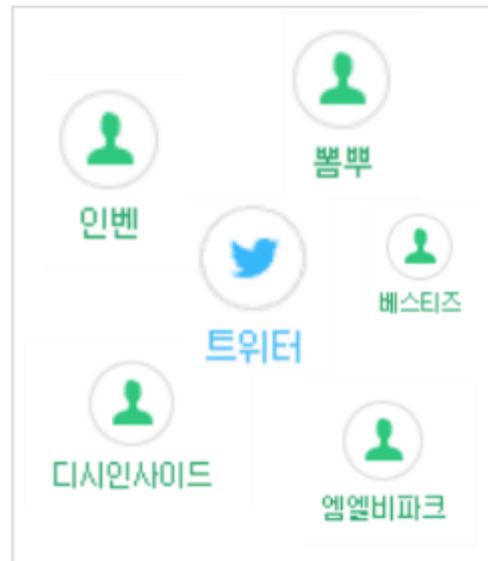 뽐뿌
인벤
베스티즈
트위터
디시인사이드
엠엘비파크